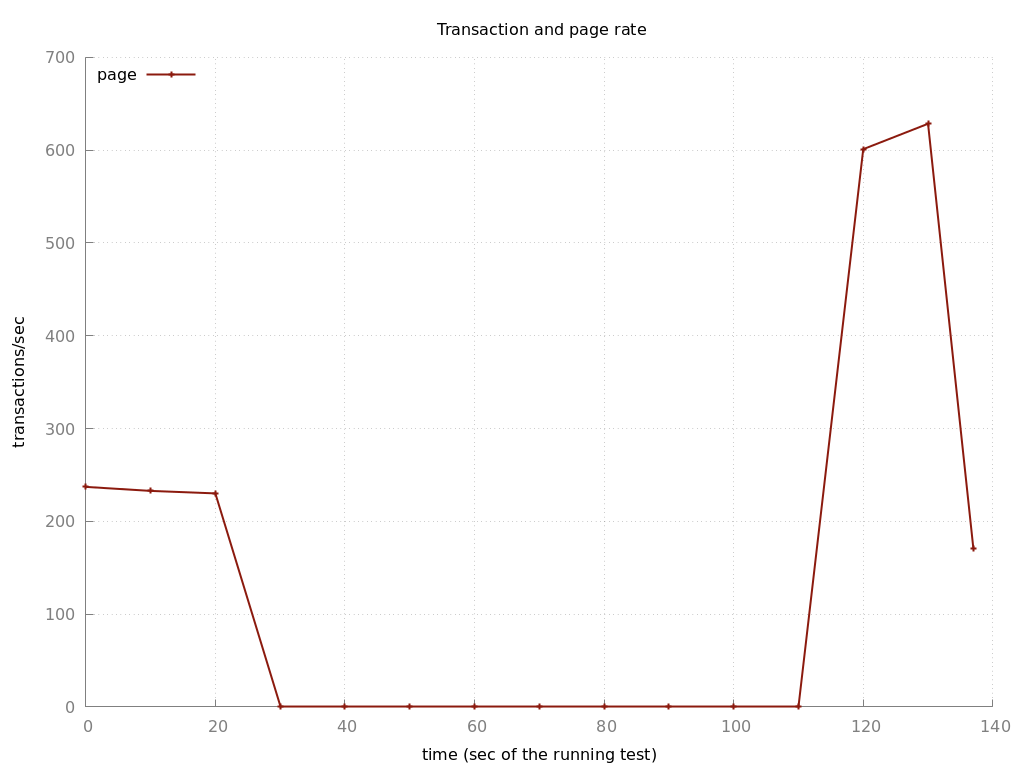 Transaction and page rate
700
page
600
500
400
300
200
100
0
0 20 40 60 80 100 120 140
transactions/sec
time (sec of the running test)